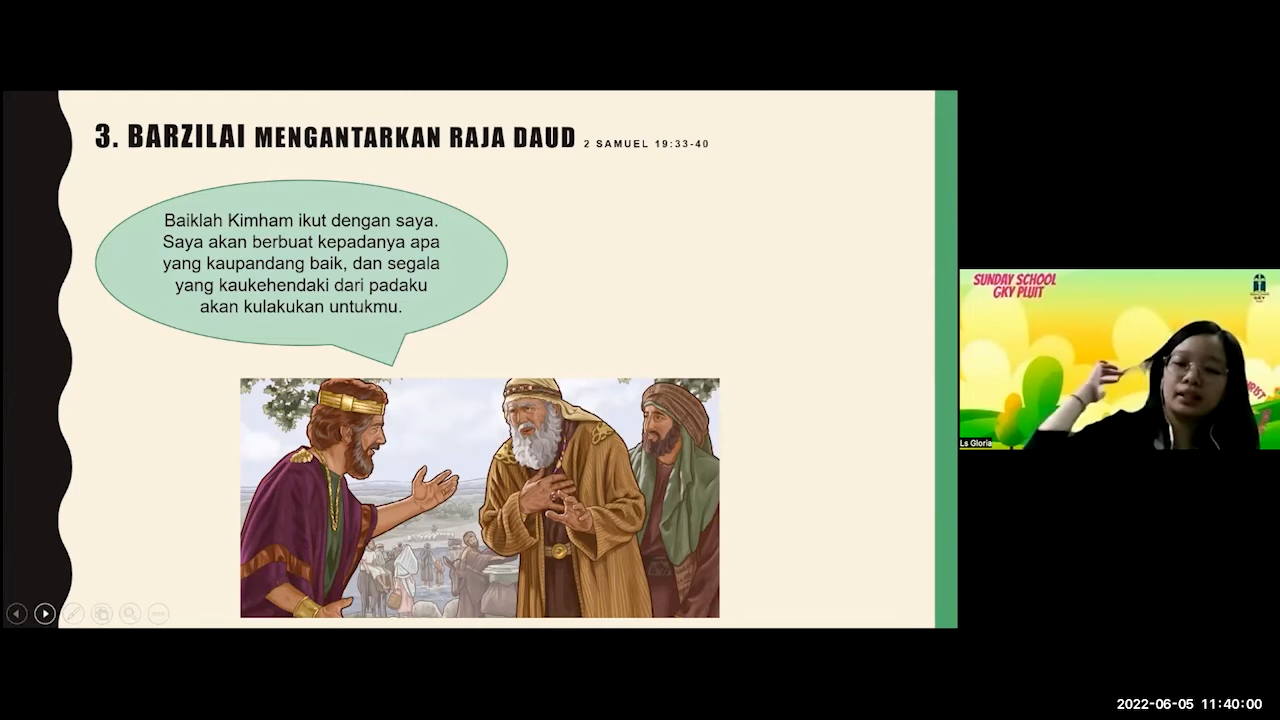 3. BARZILAI MENGANTARKAN RAJA DAUD 2 SAMUEL 19:33-40
Baiklah Kimham ikut dengan saya.
Saya akan berbuat kepadanya apa
yang kaupandang baik, dan segala
yang kaukehendaki dari padaku
akan kulakukan untukmu.
SUNDAY SCHOOL
GKY PLUIT
GKY
Ls Gloria
2022-06-05 11:40:00